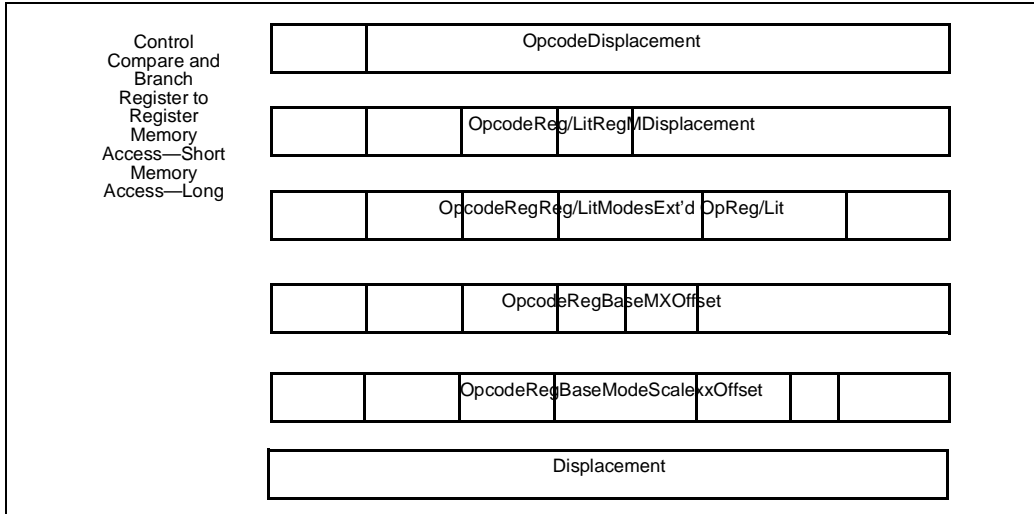 Control
Compare and
Branch
Register to
Register
Memory
Access—Short
Memory
Access—Long
OpcodeDisplacement
OpcodeReg/LitRegMDisplacement
OpcodeRegReg/LitModesExt’d OpReg/Lit
OpcodeRegBaseMXOffset
OpcodeRegBaseModeScalexxOffset
Displacement